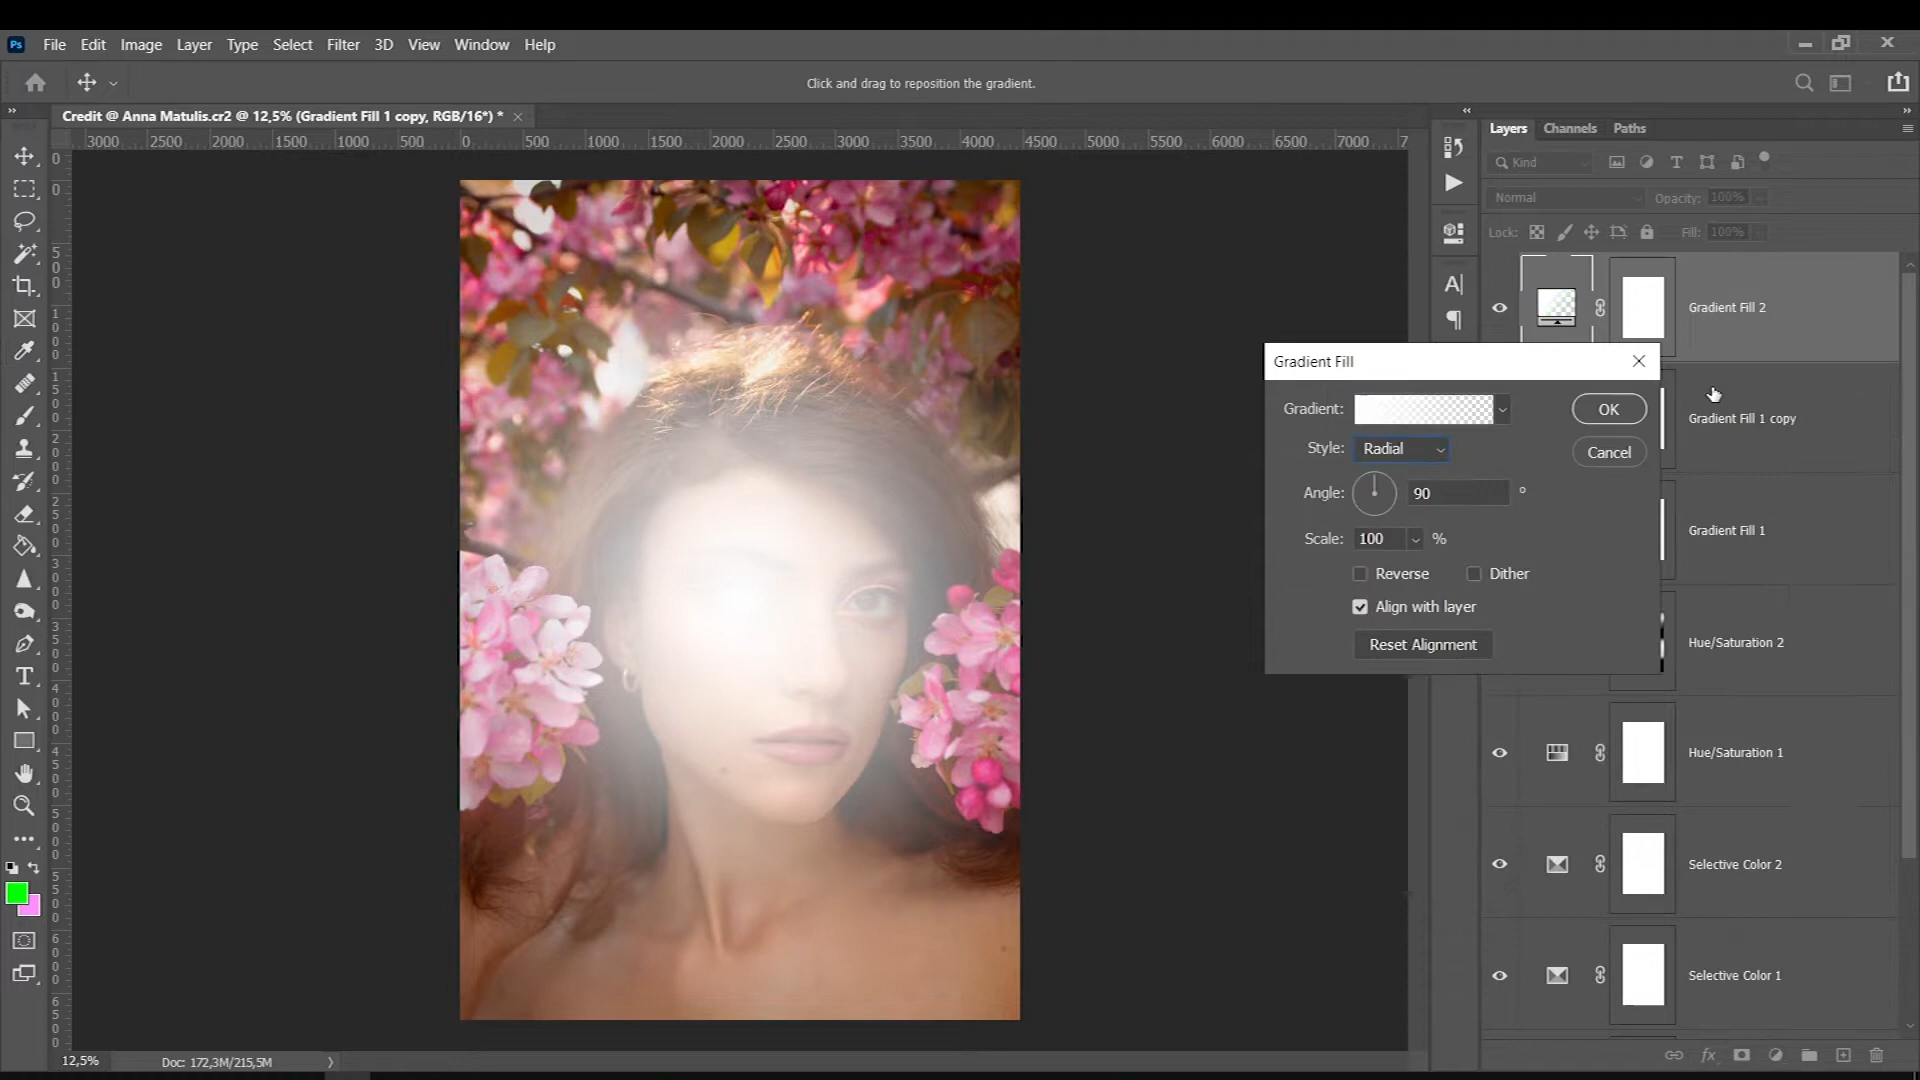 Ps File Edit Image Layer Type Select Filter 3D View Window Help
Click and drag to reposition the gradient.
Credit @ Anna Matulis.cr2 @ 12,5% (Gradient Fill 1 copy, RGB/16*) *
3000 2500 2000 1500 1000 500 0 500 1000 1500 2000 2500 3000 3500 4000 4500 5000 5500 6000 6500 7000 7
Layers Channels Paths
Kind
Normal Opacity: 100%
Lock: Fill: 100%
Gradient Fill 2
Gradient Fill
Gradient:
OK
Style: Radial
Cancel
Angle: 90 °
Scale: 100 %
Reverse Dither
Align with layer
Reset Alignment
Gradient Fill 1 copy
Gradient Fill 1
Hue/Saturation 2
Hue/Saturation 1
Selective Color 2
Selective Color 1
fx
12,5% Doc: 172,3M/215,5M